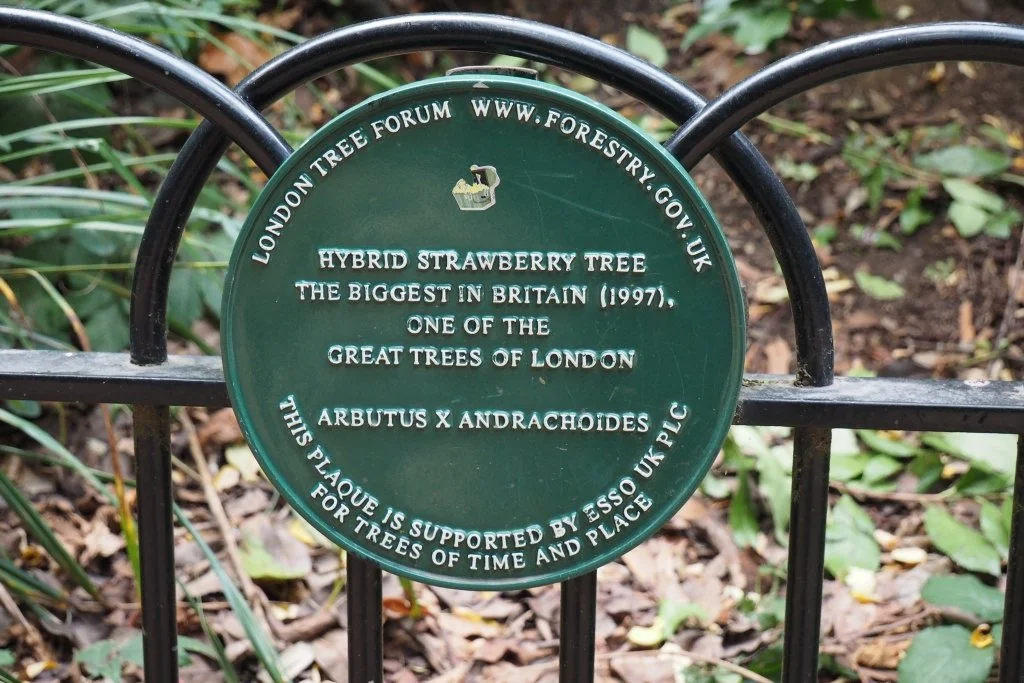 LONDON TREE FORUM WWW.FORESTRY.GOV.UK
HYBRID STRAWBERRY TREE
THE BIGGEST IN BRITAIN (1997),
ONE OF THE
GREAT TREES OF LONDON
ARBUTUS X ANDRACHOIDES
THIS PLAQUE IS SUPPORTED BY ESSO UK PLC
FOR TREES OF TIME AND PLACE